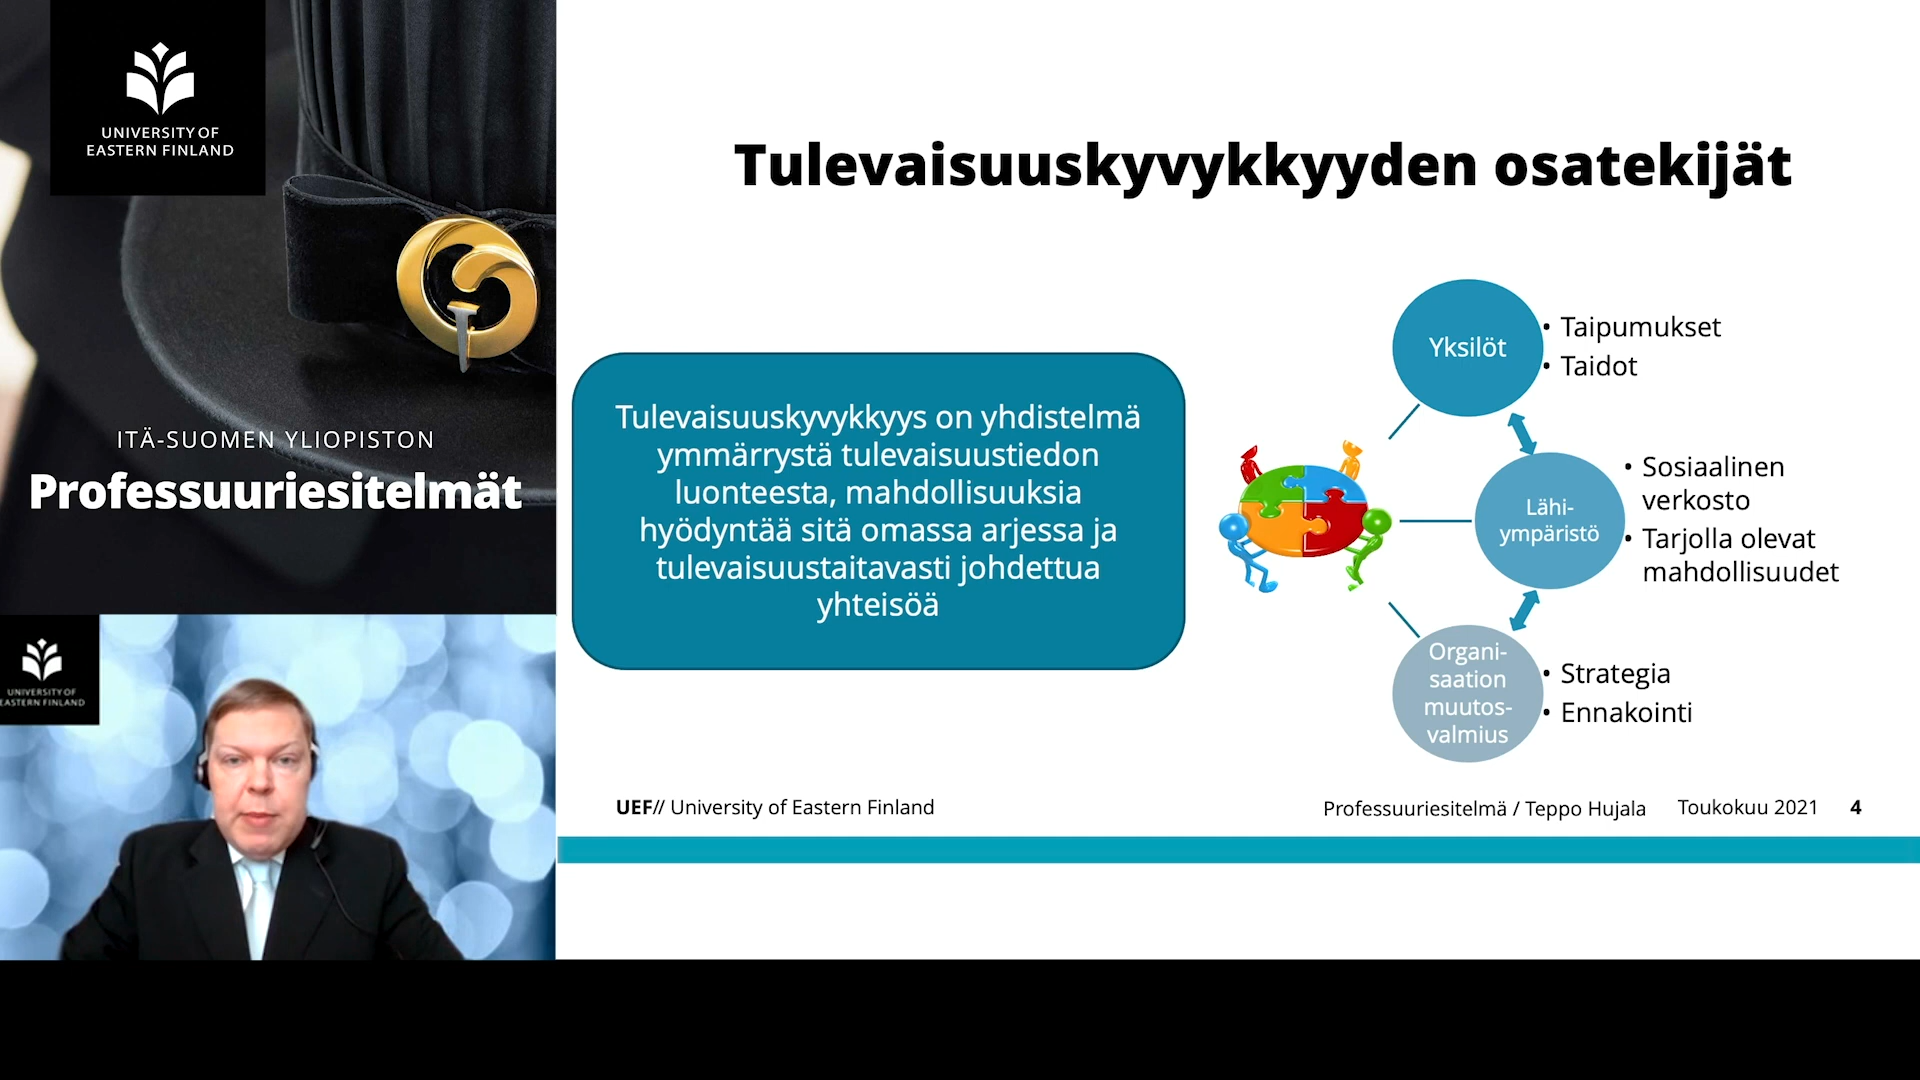 UNIVERSITY OF
EASTERN FINLAND
ITÄ-SUOMEN YLIOPISTON
Professuuriesitelmät
UNIVERSITY OF
EASTERN FINLAND
Tulevaisuuskyvykkyyden osatekijät
Tulevaisuuskyvykkyys on yhdistelmä
ymmärrystä tulevaisuustiedon
luonteesta, mahdollisuuksia
hyödyntää sitä omassa arjessa ja
tulevaisuustaitavasti johdettua
yhteisöä
Yksilöt
• Taipumukset
• Taidot
Lähi-
ympäristö
• Sosiaalinen
verkosto
• Tarjolla olevat
mahdollisuudet
Organi-
saation
muutos-
valmius
• Strategia
• Ennakointi
UEF// University of Eastern Finland
Professuuriesitelmä / Teppo Hujala
Toukokuu 2021
4